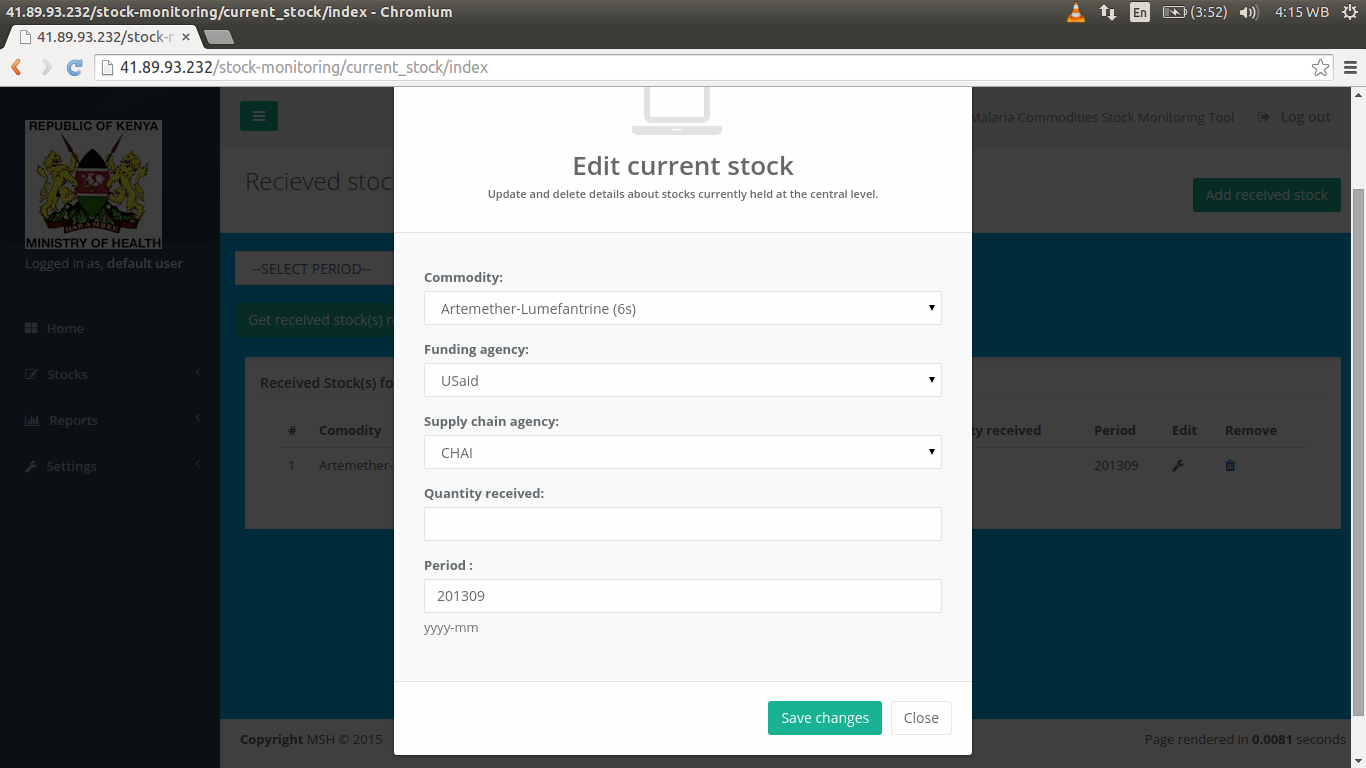 41.89.93.232/stock-monitoring/current_stock/index - Chromium
En (3:52) 4:15 WB
41.89.93.232/stock-r
41.89.93.232/stock-monitoring/current_stock/index
REPUBLIC OF KENYA
HARAMBEE
MINISTRY OF HEALTH
Logged in as, default user
Home
Stocks
Reports
Settings
Malaria Commodities Stock Monitoring Tool Log out
Recieved stoc
Add received stock
--SELECT PERIOD--
Get received stock(s) r
Received Stock(s) fo
# Comodity ty received Period Edit Remove
1 Artemether- 201309
Edit current stock
Update and delete details about stocks currently held at the central level.
Commodity:
Artemether-Lumefantrine (6s)
Funding agency:
USaid
Supply chain agency:
CHAI
Quantity received:
Period :
201309
yyyy-mm
Save changes Close
Copyright MSH © 2015 Page rendered in 0.0081 seconds